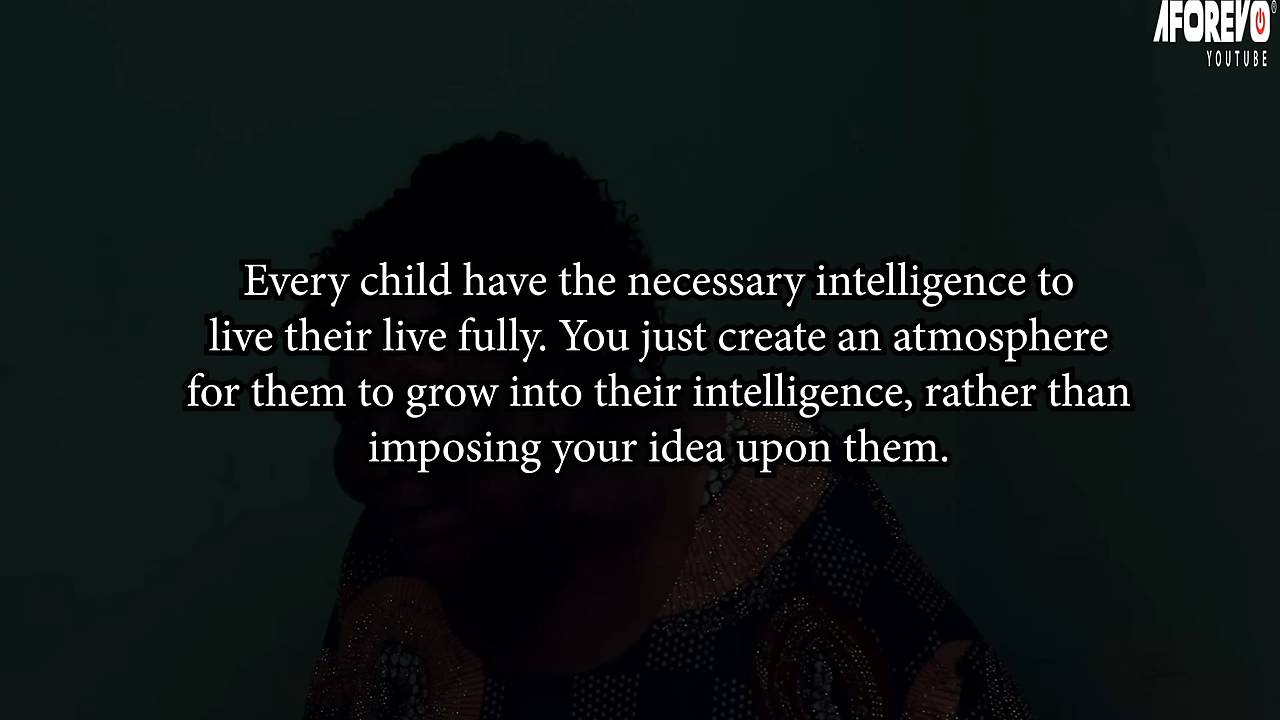 AFOREVO
YOUTUBE
Every child have the necessary intelligence to
live their live fully. You just create an atmosphere
for them to grow into their intelligence, rather than
imposing your idea upon them.